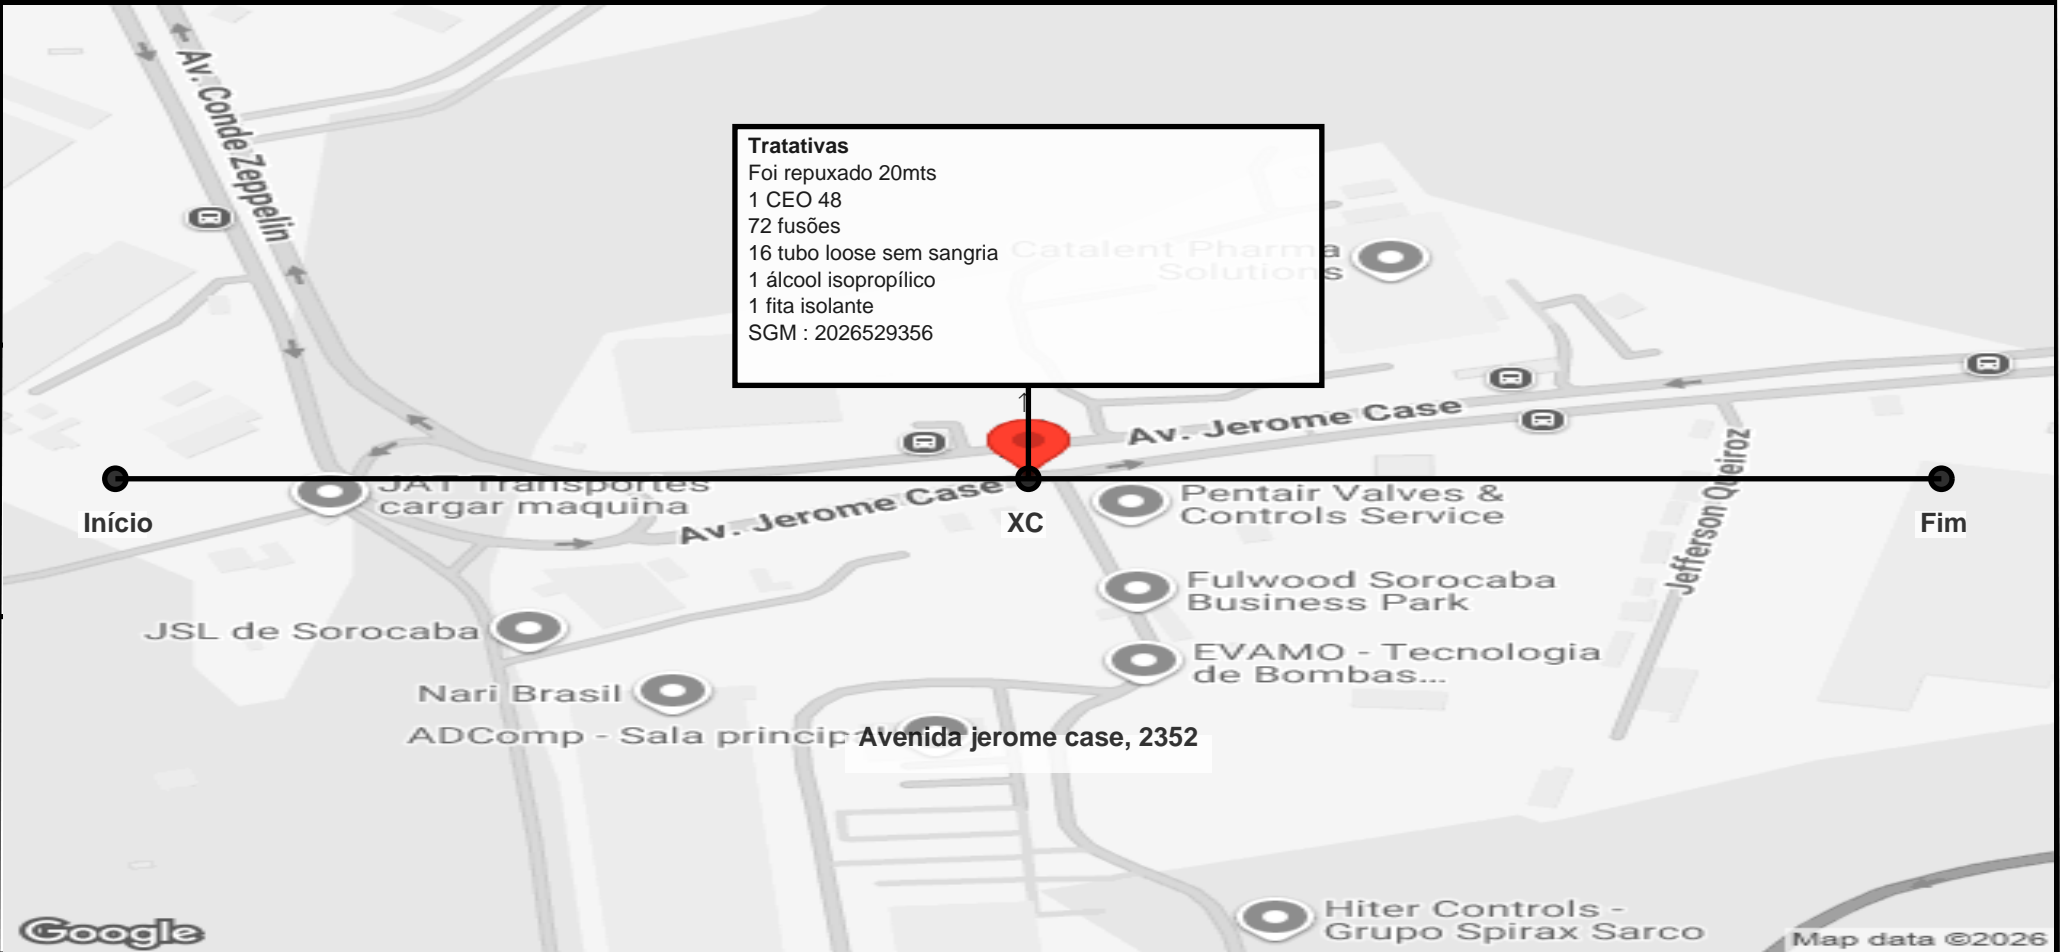 Av. Conde Zeppelin
Tratativas
Foi repuxado 20mts
1 CEO 48
72 fusões
16 tubo loose sem sangria
1 álcool isopropílico
1 fita isolante
SGM : 2026529356
Catalent Pharma
Solutions
1
Av. Jerome Case
JAT Transportes
cargar maquina
Av. Jerome Case
Pentair Valves &
Controls Service
Jefferson Queiroz
Início
XC
Fim
Fulwood Sorocaba
Business Park
JSL de Sorocaba
EVAMO - Tecnologia
de Bombas...
Nari Brasil
ADComp - Sala princip
Avenida jerome case, 2352
Hiter Controls -
Grupo Spirax Sarco
Google
Map data ©2026